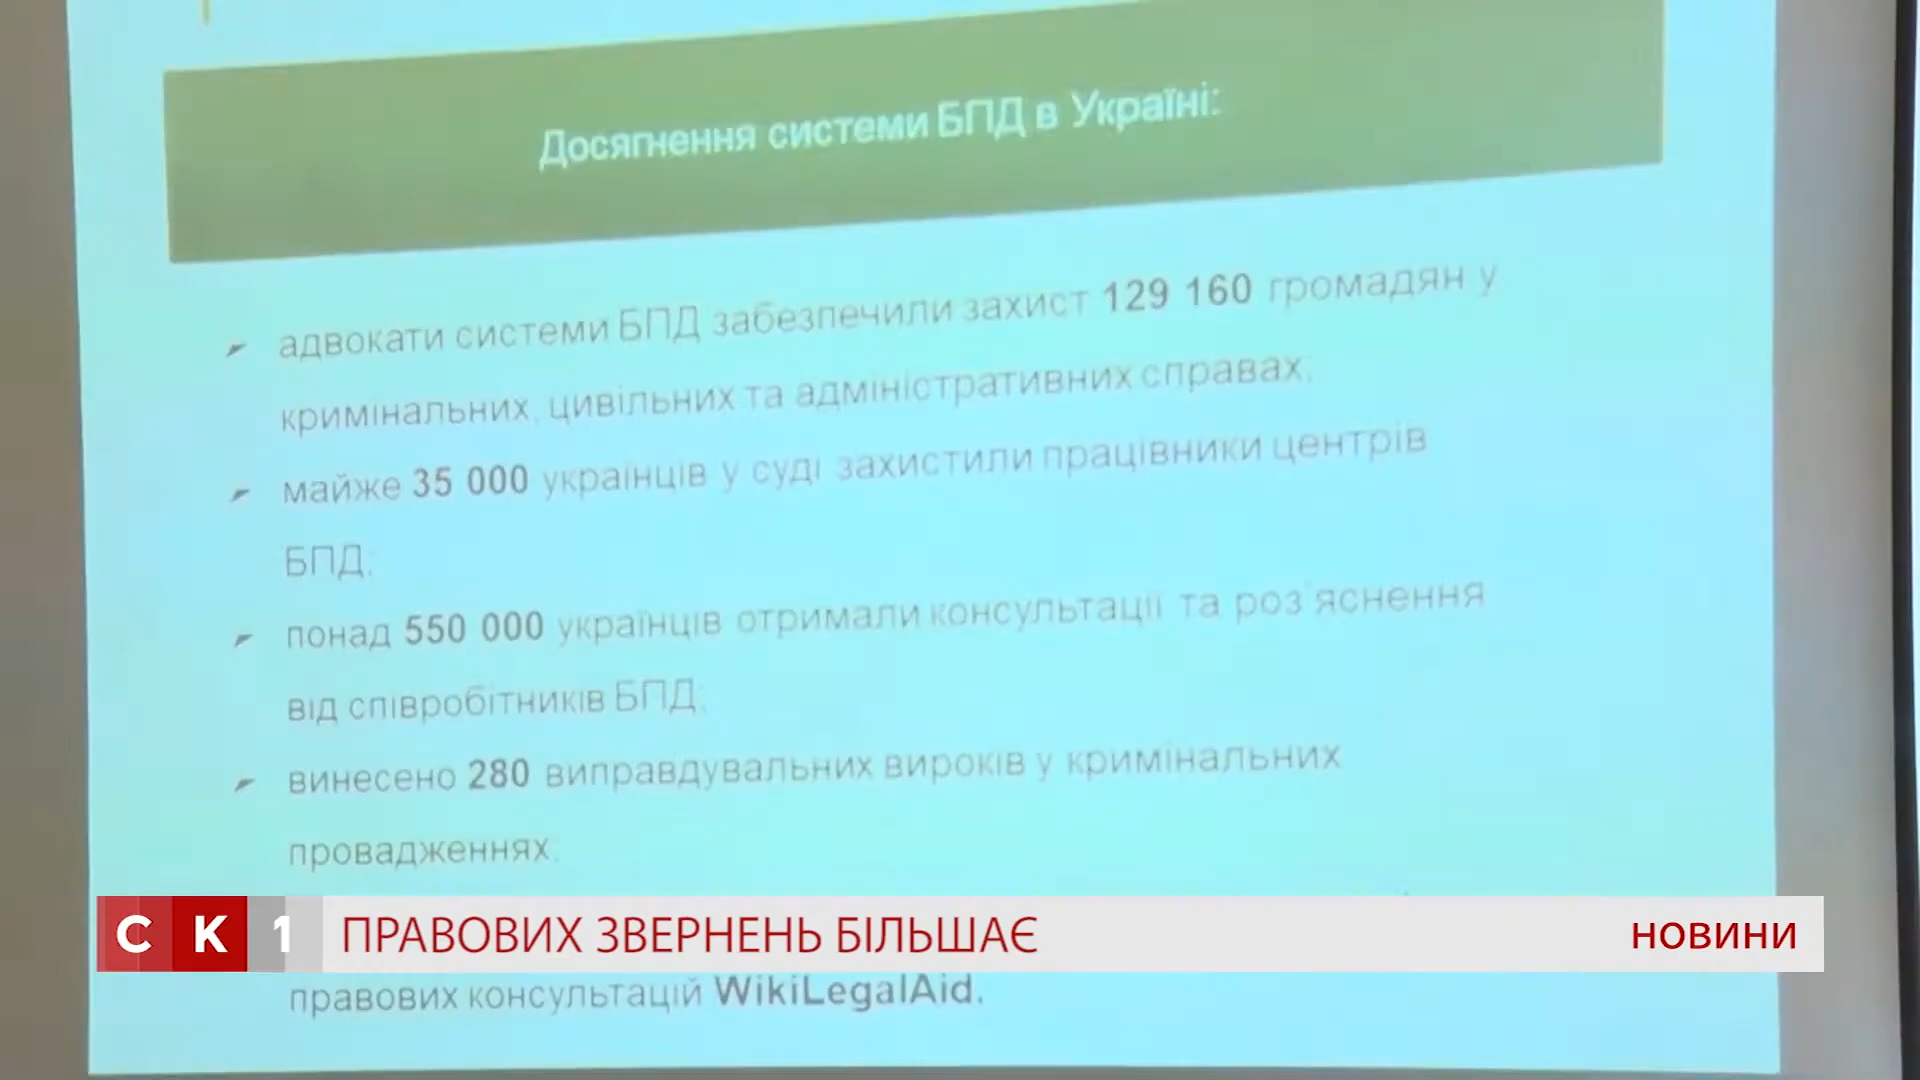 Досягнення системи БПД в Україні:
адвокати системи БПД забезпечили захист 129 160 громадян у
кримінальних, цивільних та адміністративних справах;
майже 35 000 українців у суді захистили працівники центрів
БПД;
понад 550 000 українців отримали консультації та роз'яснення
від співробітників БПД;
винесено 280 виправдувальних вироків у кримінальних
провадженнях;
СК1 ПРАВОВИХ ЗВЕРНЕНЬ БІЛЬШАЄ НОВИНИ
правових консультацій WikiLegalAid.